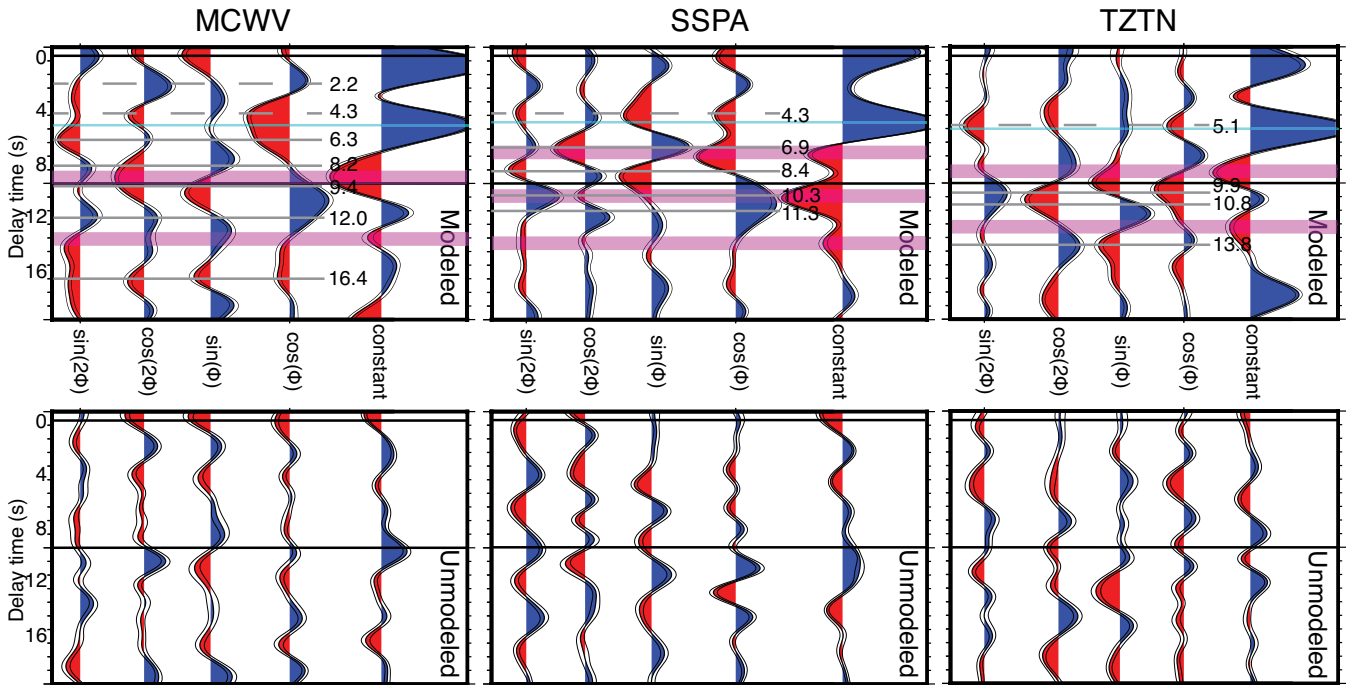 MCWV
SSPA
TZTN
Delay time (s)
0
4
8
12
16
2.2
4.3
6.3
8.2
9.4
12.0
16.4
Modeled
4.3
6.9
8.4
10.3
11.3
Modeled
5.1
9.9
10.8
13.8
Modeled
sin(2Φ)
cos(2Φ)
sin(Φ)
cos(Φ)
constant
sin(2Φ)
cos(2Φ)
sin(Φ)
cos(Φ)
constant
sin(2Φ)
cos(2Φ)
sin(Φ)
cos(Φ)
constant
Delay time (s)
0
4
8
12
16
Unmodeled
Unmodeled
Unmodeled